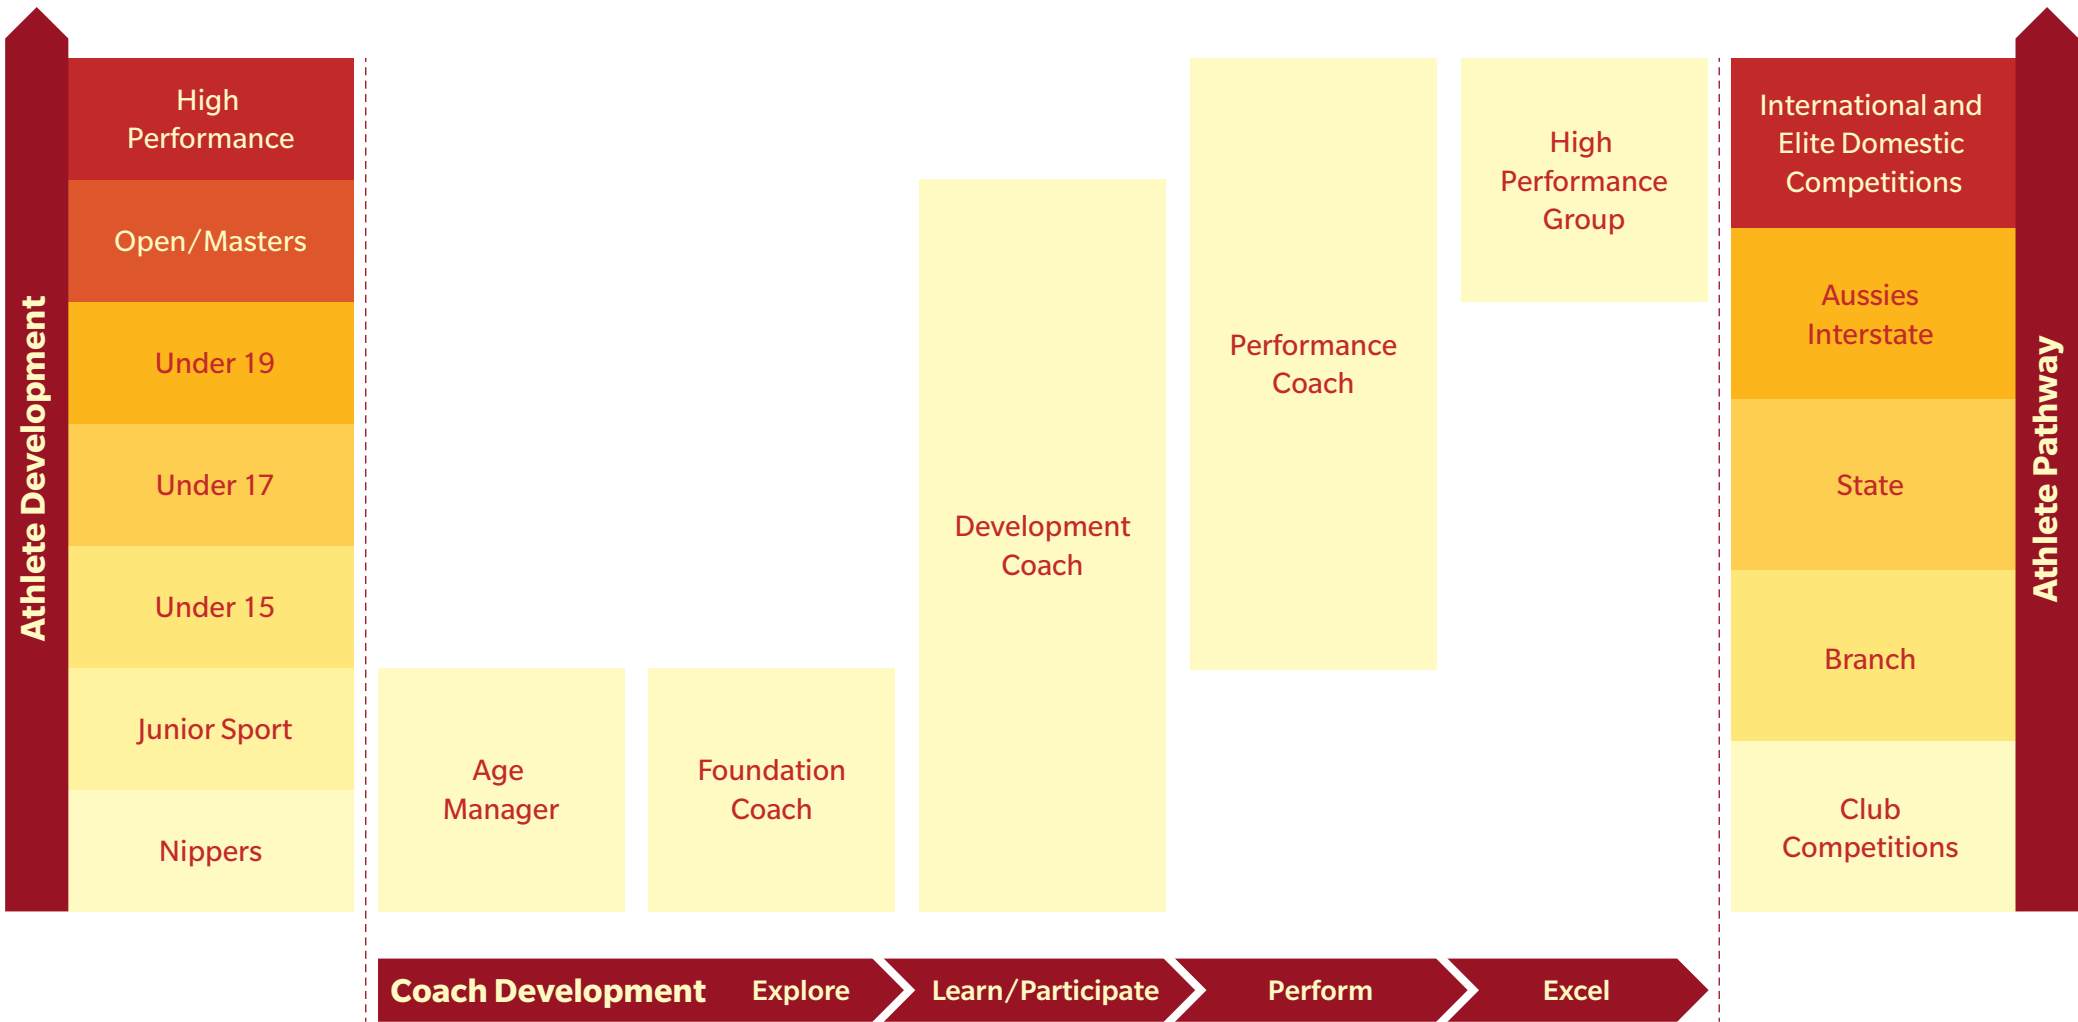 Athlete Development
High
Performance
Open/Masters
Under 19
Under 17
Under 15
Junior Sport
Nippers
Age
Manager
Foundation
Coach
Development
Coach
Performance
Coach
High
Performance
Group
International and
Elite Domestic
Competitions
Aussies
Interstate
State
Branch
Club
Competitions
Athlete Pathway
Coach Development Explore Learn/Participate Perform Excel